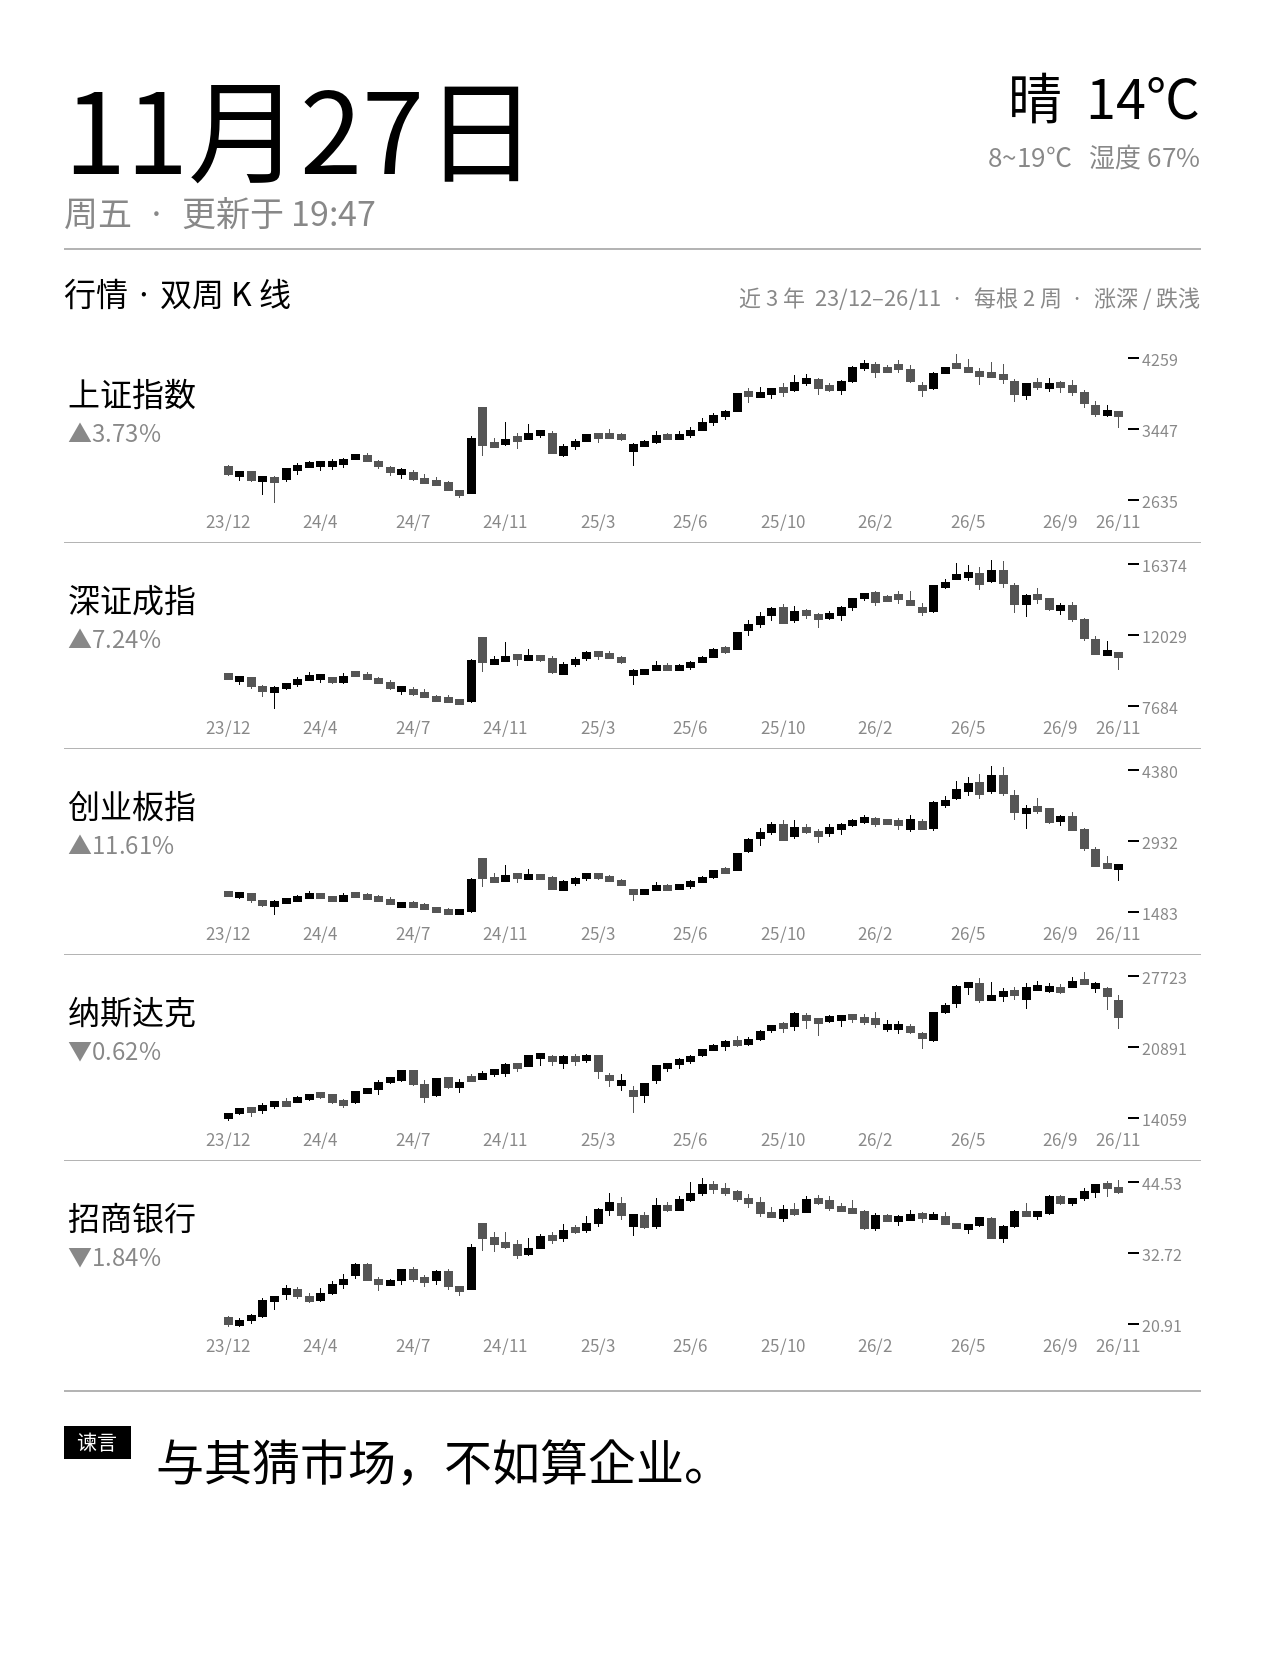 11月27日
晴 14℃
8~19℃ 湿度 67%
周五 · 更新于 19:47
行情 · 双周 K 线
近 3 年 23/12–26/11 · 每根 2 周 · 涨深 / 跌浅
上证指数
▲3.73%
4259
3447
2635
23/12 24/4 24/7 24/11 25/3 25/6 25/10 26/2 26/5 26/9 26/11
深证成指
▲7.24%
16374
12029
7684
23/12 24/4 24/7 24/11 25/3 25/6 25/10 26/2 26/5 26/9 26/11
创业板指
▲11.61%
4380
2932
1483
23/12 24/4 24/7 24/11 25/3 25/6 25/10 26/2 26/5 26/9 26/11
纳斯达克
▼0.62%
27723
20891
14059
23/12 24/4 24/7 24/11 25/3 25/6 25/10 26/2 26/5 26/9 26/11
招商银行
▼1.84%
44.53
32.72
20.91
23/12 24/4 24/7 24/11 25/3 25/6 25/10 26/2 26/5 26/9 26/11
谏言
与其猜市场，不如算企业。